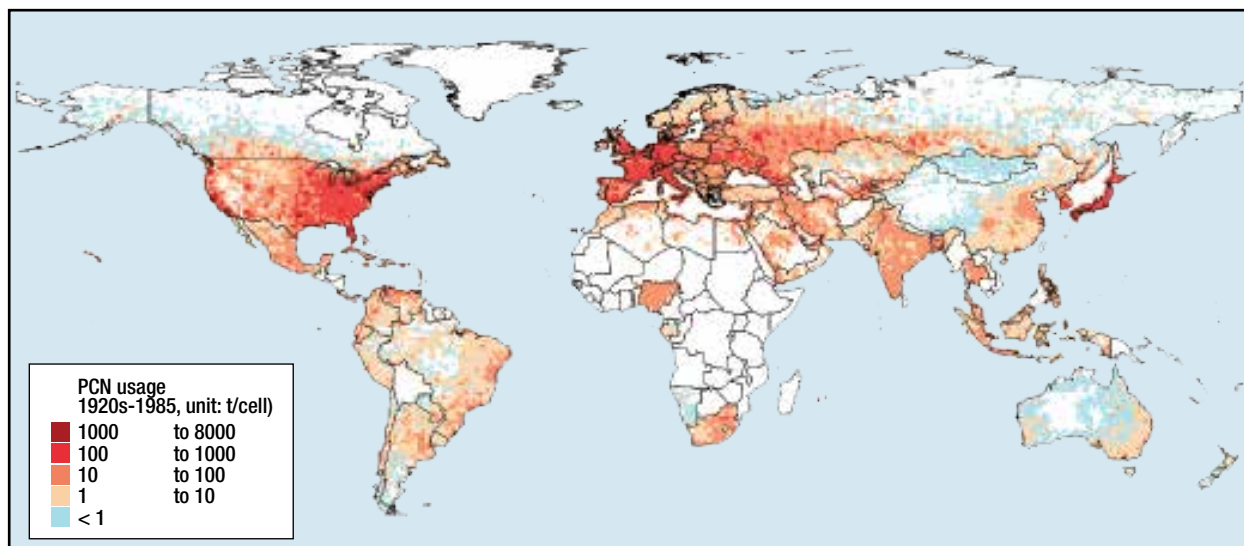 PCN usage
1920s-1985, unit: t/cell)
1000 to 8000
100 to 1000
10 to 100
1 to 10
< 1